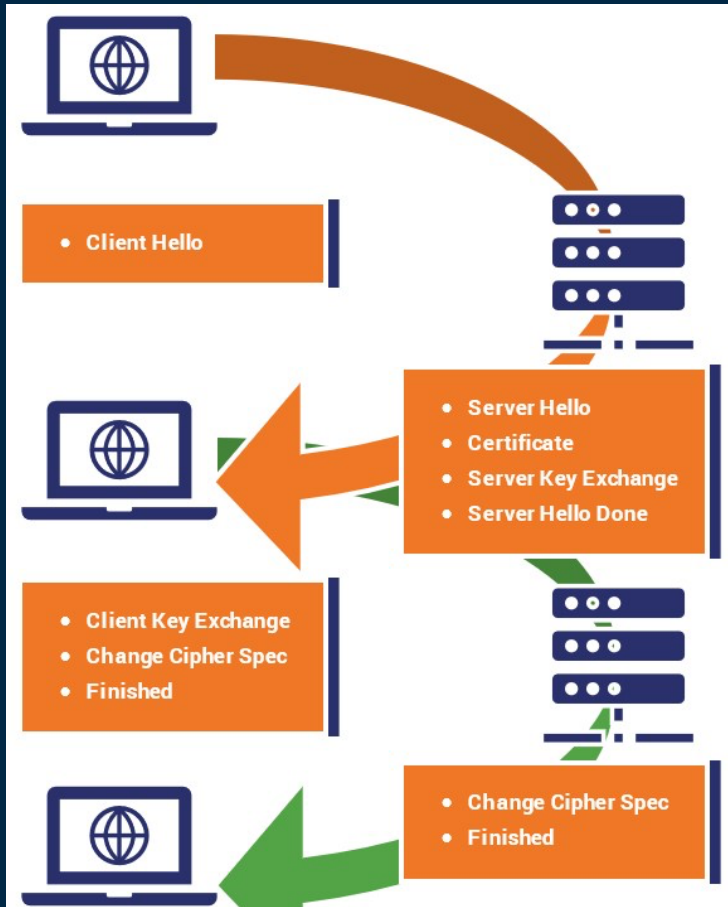 • Client Hello
• Server Hello
• Certificate
• Server Key Exchange
• Server Hello Done
• Client Key Exchange
• Change Cipher Spec
• Finished
• Change Cipher Spec
• Finished